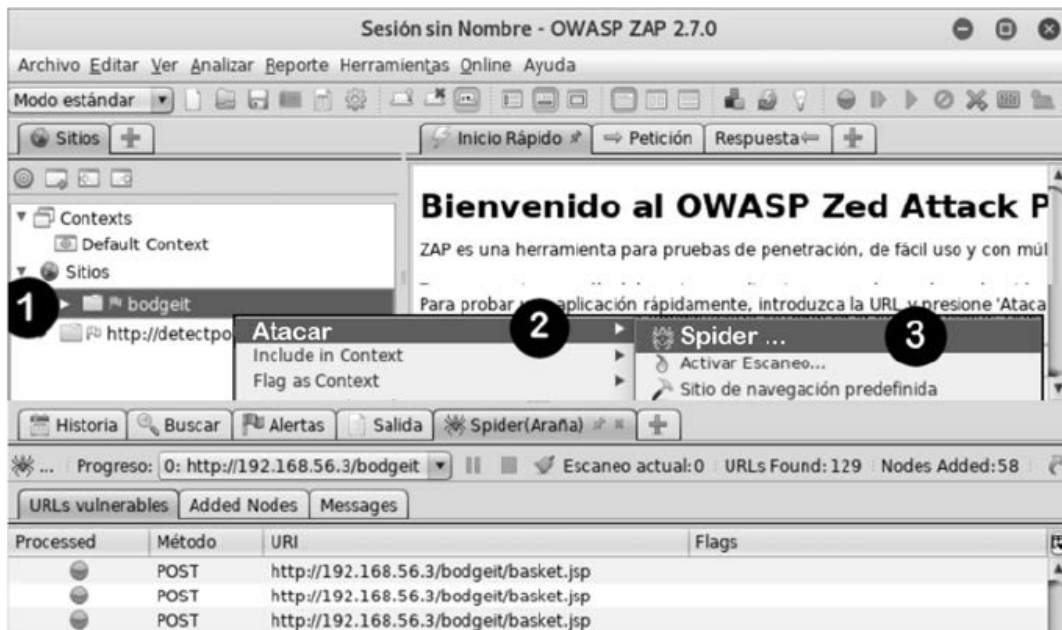 Sesión sin Nombre - OWASP ZAP 2.7.0
Archivo Editar Ver Analizar Reporte Herramientas Online Ayuda
Modo estándar
Sitios
Inicio Rápido Petición Respuesta
Contexts
Default Context
Sitios
1 bodgeit
http://detectpo
Bienvenido al OWASP Zed Attack P
ZAP es una herramienta para pruebas de penetración, de fácil uso y con múl
Para probar aplicación rápidamente, introduzca la URL y presione 'Ataca
Atacar 2
Include in Context
Flag as Context
Spider ... 3
Activar Escaneo...
Sitio de navegación predefinida
Historia Buscar Alertas Salida Spider(Araña)
... Progreso: 0: http://192.168.56.3/bodgeit Escaneo actual:0 URLs Found:129 Nodes Added:58
URLs vulnerables Added Nodes Messages
Processed Método URI Flags
POST http://192.168.56.3/bodgeit/basket.jsp
POST http://192.168.56.3/bodgeit/basket.jsp
POST http://192.168.56.3/bodgeit/basket.jsp